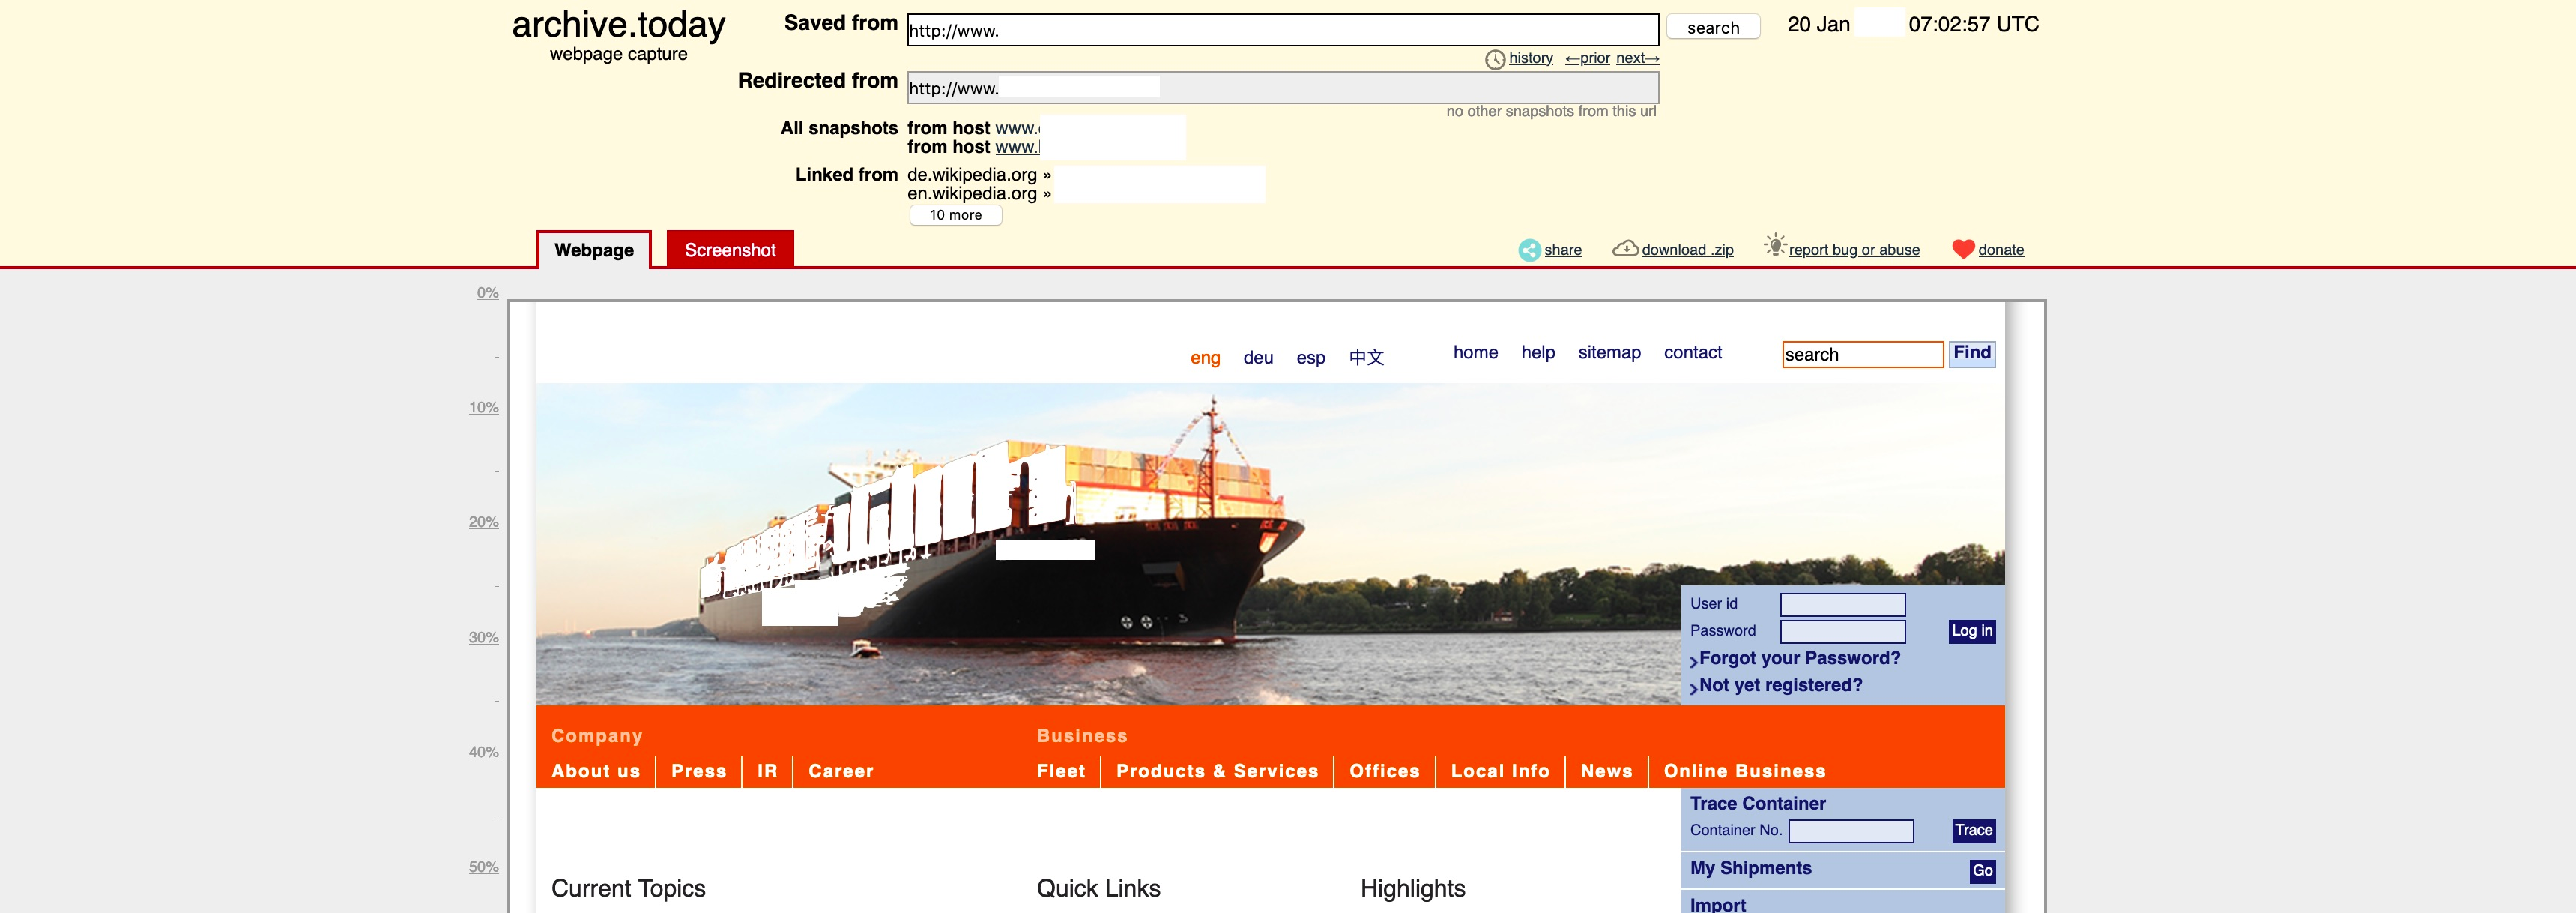 archive.today
webpage capture
Saved from http://www. search 20 Jan 07:02:57 UTC
history ←prior next→
Redirected from http://www.
no other snapshots from this url
All snapshots from host www.
from host www.
Linked from de.wikipedia.org »
en.wikipedia.org »
10 more
Webpage Screenshot share download .zip report bug or abuse donate
0%
eng deu esp 中文 home help sitemap contact search Find
10%
20%
User id
30%
Password Log in
Forgot your Password?
Not yet registered?
Company Business
40%
About us Press IR Career Fleet Products & Services Offices Local Info News Online Business
Trace Container
Container No. Trace
50%
My Shipments Go
Current Topics Quick Links Highlights
Import